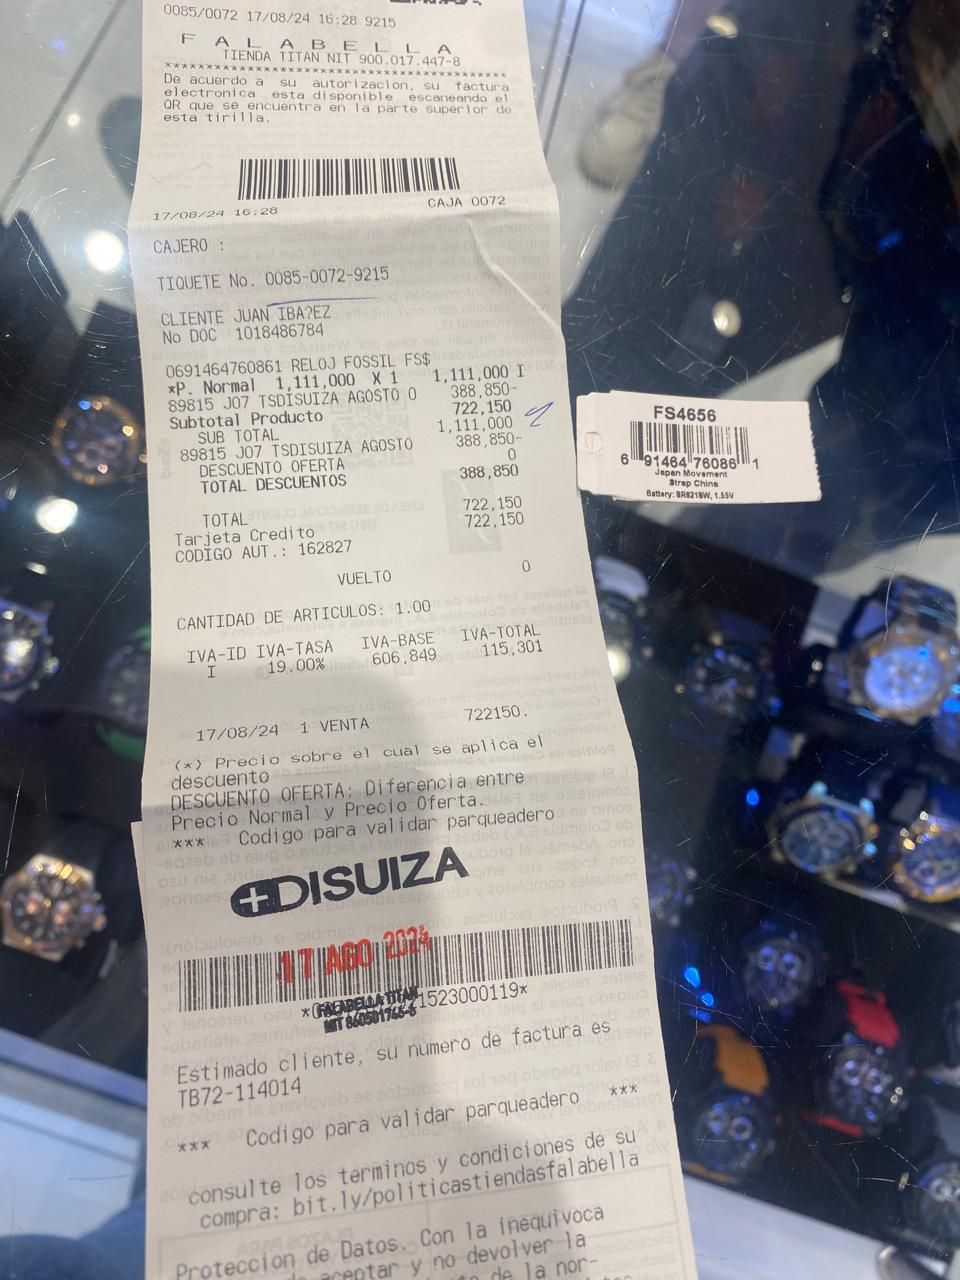 0085/0072 17/08/24 16:28 9215
F A L A B E L L A
TIENDA TITAN NIT 900.017.447-8
*****************************************
De acuerdo a su autorizacion, su factura
electronica esta disponible escaneando el
QR que se encuentra en la parte superior de
esta tirilla.
17/08/24 16:28 CAJA 0072
CAJERO :
TIQUETE No. 0085-0072-9215
CLIENTE JUAN IBA?EZ
No DOC 1018486784
0691464760861 RELOJ FOSSIL FS$
*P. Normal 1,111,000 X 1 1,111,000 I
89815 J07 TSDISUIZA AGOSTO 0 388,850-
Subtotal Producto 722,150
SUB TOTAL 1,111,000
89815 J07 TSDISUIZA AGOSTO 388,850-
DESCUENTO OFERTA 0
TOTAL DESCUENTOS 388,850
TOTAL 722,150
Tarjeta Credito 722,150
CODIGO AUT.: 162827
VUELTO 0
CANTIDAD DE ARTICULOS: 1.00
IVA-ID IVA-TASA IVA-BASE IVA-TOTAL
I 19.00% 606,849 115,301
17/08/24 1 VENTA 722150.
(*) Precio sobre el cual se aplica el
descuento
DESCUENTO OFERTA: Diferencia entre
Precio Normal y Precio Oferta.
*** Codigo para validar parqueadero
DISUIZA
17 AGO 2024
FALABELLA TITAN
1523000119*
Estimado cliente, su numero de factura es
TB72-114014
*** Codigo para validar parqueadero ***
consulte los terminos y condiciones de su
compra: bit.ly/politicastiendasfalabella
Proteccion de Datos. Con la inequivoca
aceptar y no devolver la
de la nor-
FS4656
6 91464 76086 1
Japan Movement
Strap China
Battery: SR621SW, 1.55V